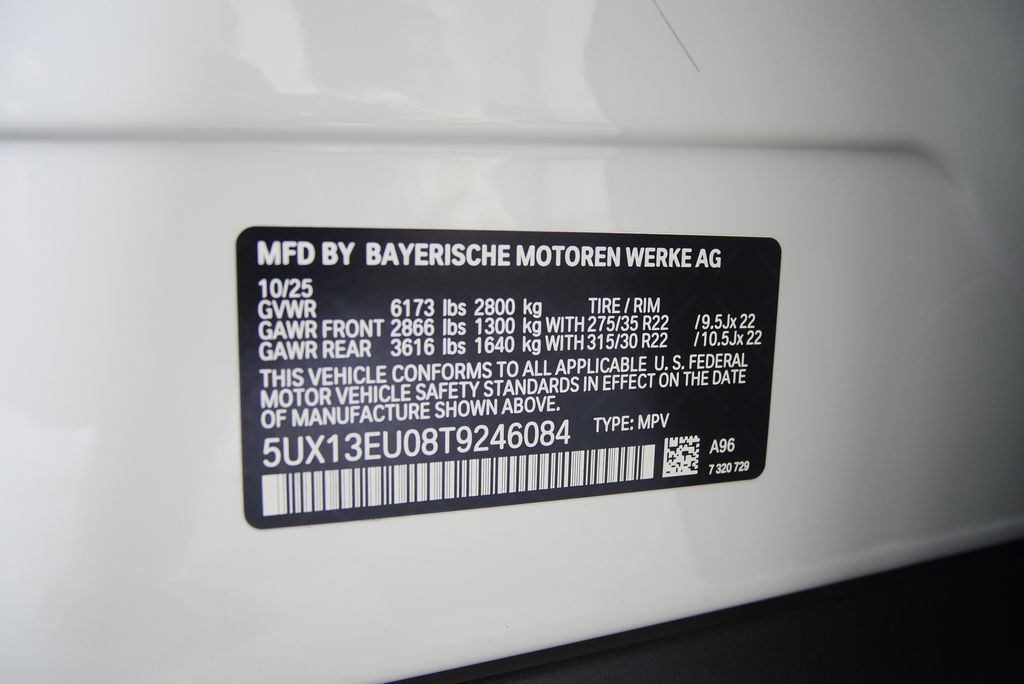 MFD BY BAYERISCHE MOTOREN WERKE AG
10/25
GVWR 6173 lbs 2800 kg TIRE / RIM
GAWR FRONT 2866 lbs 1300 kg WITH 275/35 R22 /9.5Jx 22
GAWR REAR 3616 lbs 1640 kg WITH 315/30 R22 /10.5Jx 22
THIS VEHICLE CONFORMS TO ALL APPLICABLE U. S. FEDERAL
MOTOR VEHICLE SAFETY STANDARDS IN EFFECT ON THE DATE
OF MANUFACTURE SHOWN ABOVE.
TYPE: MPV
5UX13EU08T9246084
A96
7 320 729